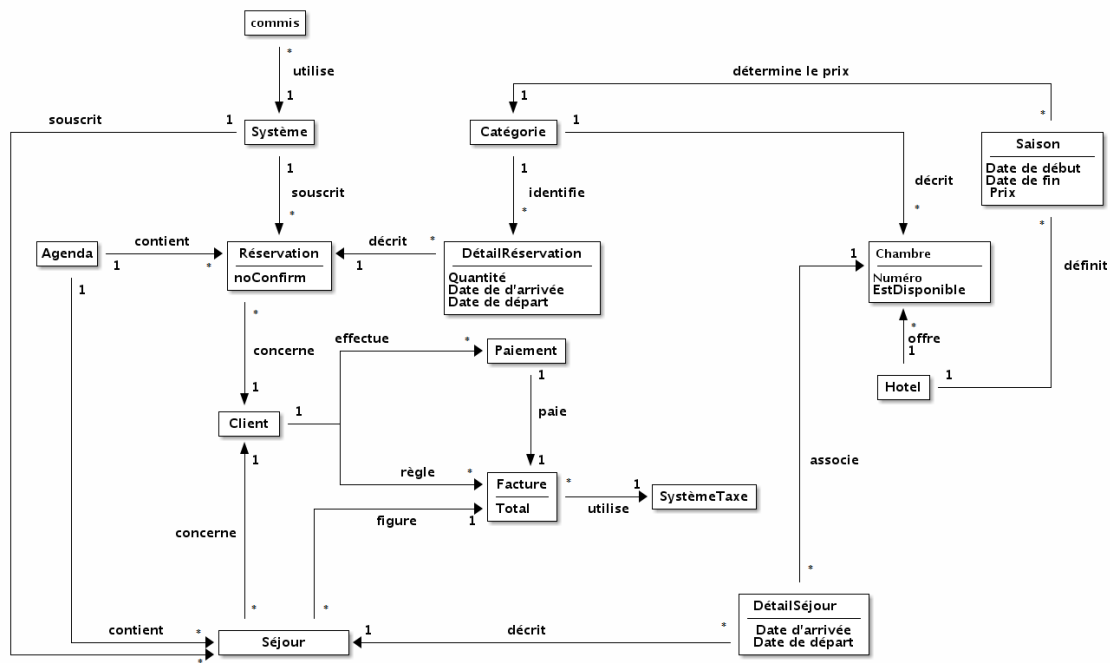 commis
*
utilise
détermine le prix
1
1
*
souscrit
1
Système
Catégorie
1
Saison
Date de début
Date de fin
Prix
1
souscrit
1
identifie
décrit
*
*
*
*
Agenda
contient
1
*
Réservation
noConfirm
décrit
1
*
DétailRéservation
Quantité
Date de d'arrivée
Date de départ
1
Chambre
Numéro
EstDisponible
définit
1
*
concerne
1
effectue
*
Paiement
*
offre
1
Hotel
1
Client
1
1
paie
1
1
règle
*
Facture
Total
*
utilise
1
SystèmeTaxe
associe
concerne
figure
1
*
*
*
DétailSéjour
Date d'arrivée
Date de départ
contient
*
*
Séjour
1
décrit
*